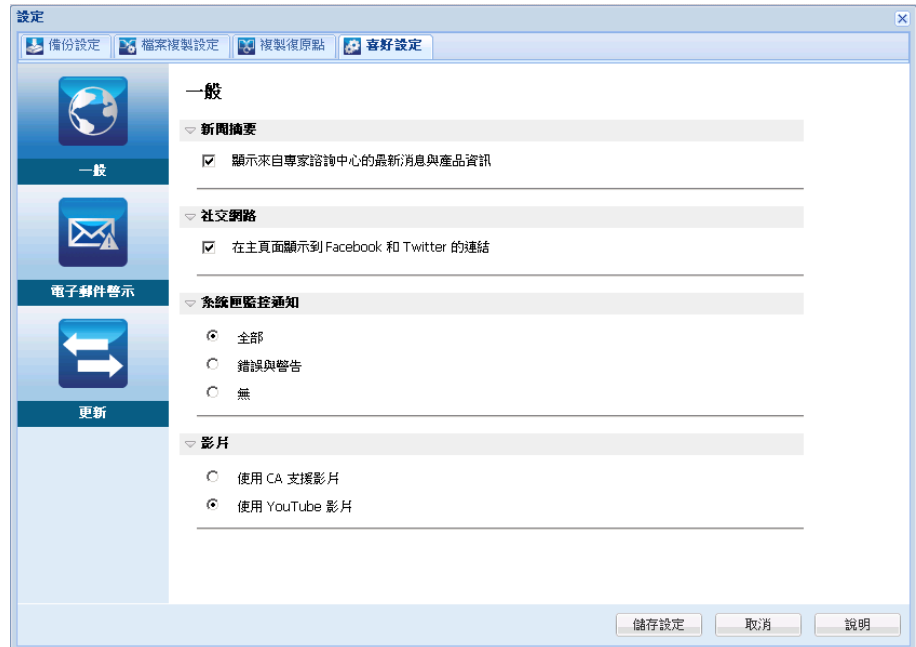 設定
備份設定
檔案複製設定
複製復原點
喜好設定
一般
電子郵件警示
更新
一般
新聞摘要
顯示來自專家諮詢中心的最新消息與產品資訊
社交網路
在主頁面顯示到 Facebook 和 Twitter 的連結
系統匣監控通知
全部
錯誤與警告
無
影片
使用 CA 支援影片
使用 YouTube 影片
儲存設定
取消
說明